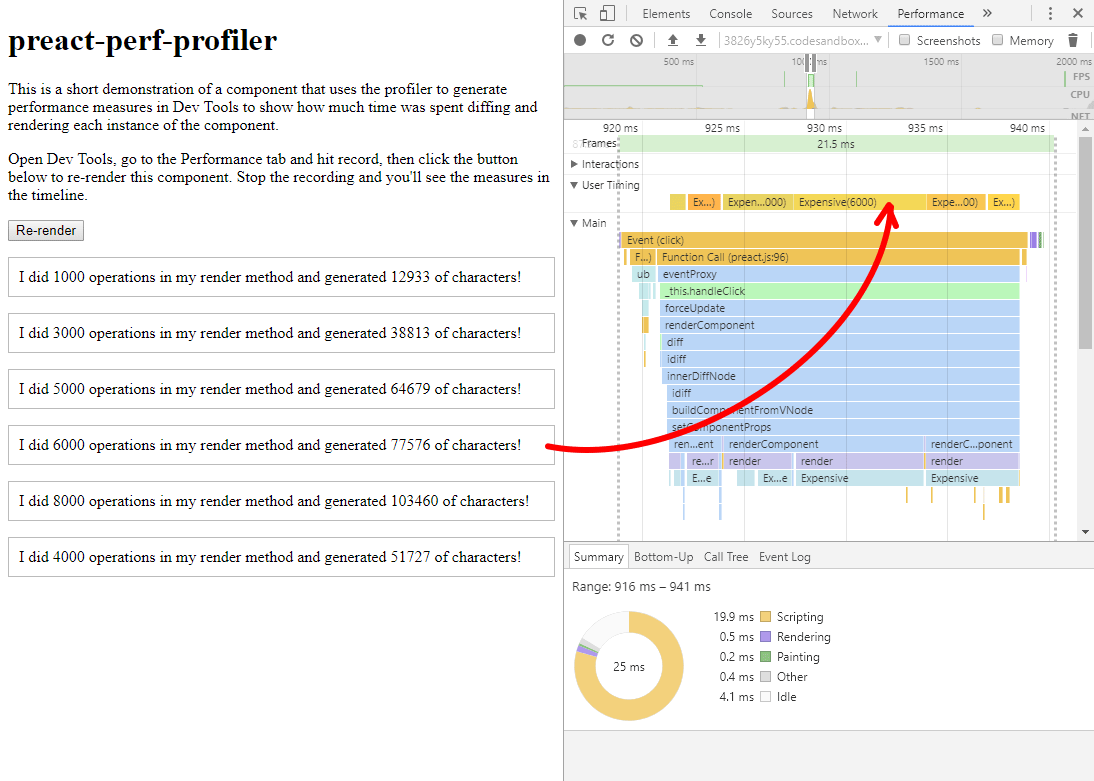 preact-perf-profiler
This is a short demonstration of a component that uses the profiler to generate
performance measures in Dev Tools to show how much time was spent diffing and
rendering each instance of the component.
Open Dev Tools, go to the Performance tab and hit record, then click the button
below to re-render this component. Stop the recording and you'll see the measures in
the timeline.
Re-render
I did 1000 operations in my render method and generated 12933 of characters!
I did 3000 operations in my render method and generated 38813 of characters!
I did 5000 operations in my render method and generated 64679 of characters!
I did 6000 operations in my render method and generated 77576 of characters!
I did 8000 operations in my render method and generated 103460 of characters!
I did 4000 operations in my render method and generated 51727 of characters!
Elements Console Sources Network Performance »
3826y5ky55.codesandbox... Screenshots Memory
500 ms 1500 ms 2000 ms
FPS
CPU
NET
920 ms 925 ms 930 ms 935 ms 940 ms
Frames 21.5 ms
Interactions
User Timing
Ex...) Expen...000) Expensive(6000) Expe...00) Ex...)
Main
Event (click)
F...) Function Call (preact.js:96)
ub eventProxy
_this.handleClick
forceUpdate
renderComponent
diff
idiff
innerDiffNode
idiff
buildComponentFromVNode
setComponentProps
ren...ent renderComponent renderC...ponent
re...r render render render
E...e Ex...e Expensive Expensive
Summary Bottom-Up Call Tree Event Log
Range: 916 ms – 941 ms
19.9 ms Scripting
0.5 ms Rendering
25 ms
0.2 ms Painting
0.4 ms Other
4.1 ms Idle